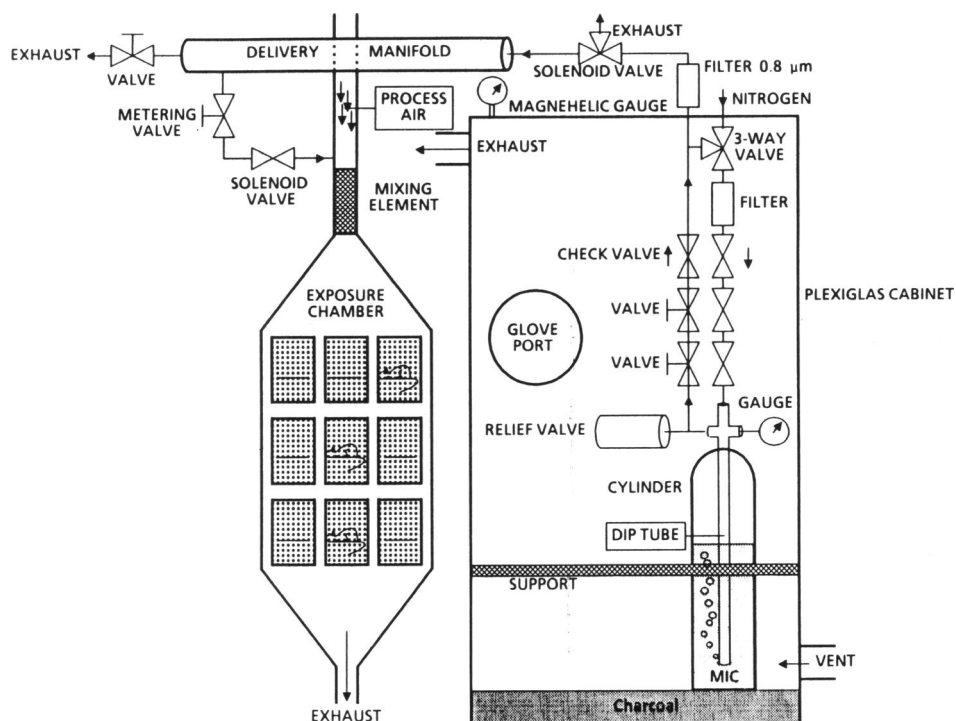 EXHAUST
EXHAUST
VALVE
DELIVERY MANIFOLD
SOLENOID VALVE
FILTER 0.8 μm
METERING
VALVE
PROCESS
AIR
MAGNEHELIC GAUGE
NITROGEN
3-WAY
VALVE
EXHAUST
SOLENOID
VALVE
MIXING
ELEMENT
FILTER
CHECK VALVE
EXPOSURE
CHAMBER
PLEXIGLAS CABINET
VALVE
GLOVE
PORT
VALVE
GAUGE
RELIEF VALVE
CYLINDER
DIP TUBE
SUPPORT
VENT
MIC
Charcoal
EXHAUST